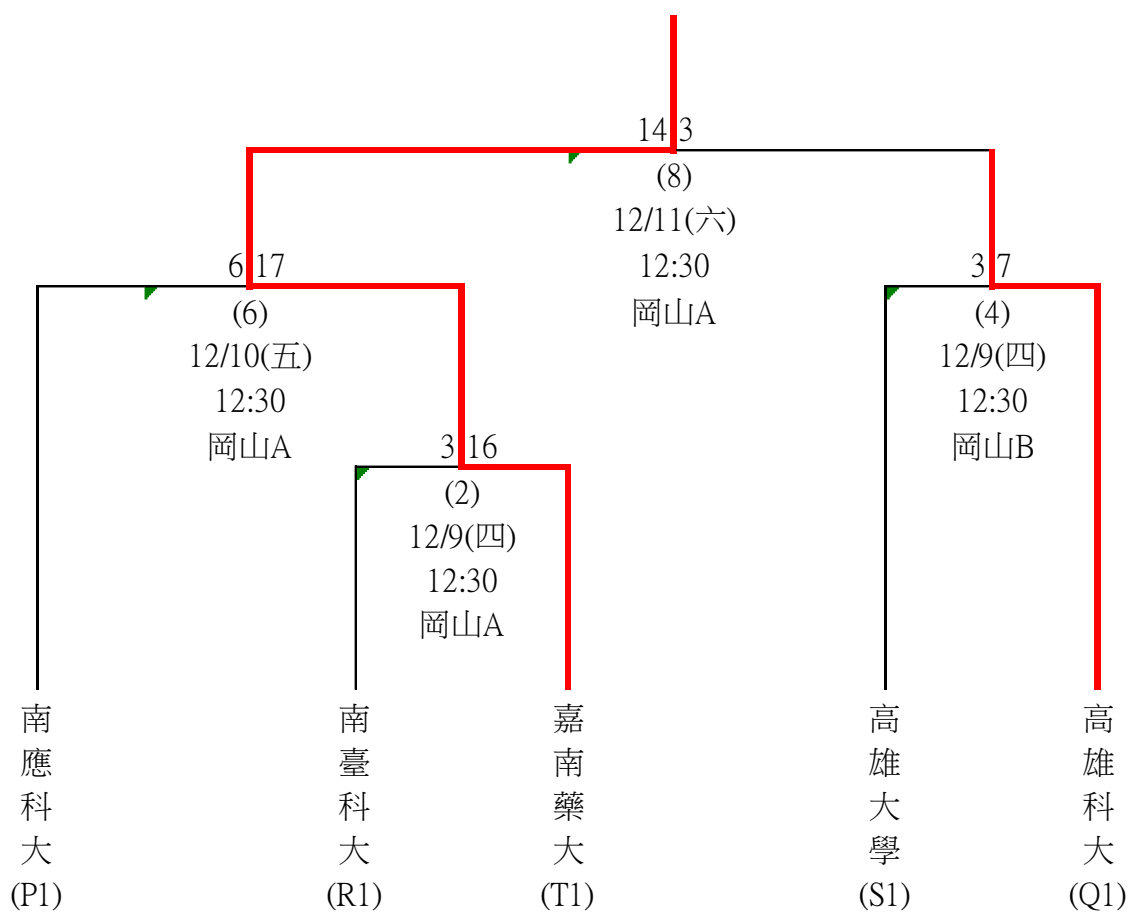 14 3
(8)
12/11(六)
12:30
岡山A
6 17
(6)
12/10(五)
12:30
岡山A
3 7
(4)
12/9(四)
12:30
岡山B
3 16
(2)
12/9(四)
12:30
岡山A
南應科大
(P1)
南臺科大
(R1)
嘉南藥大
(T1)
高雄大學
(S1)
高雄科大
(Q1)